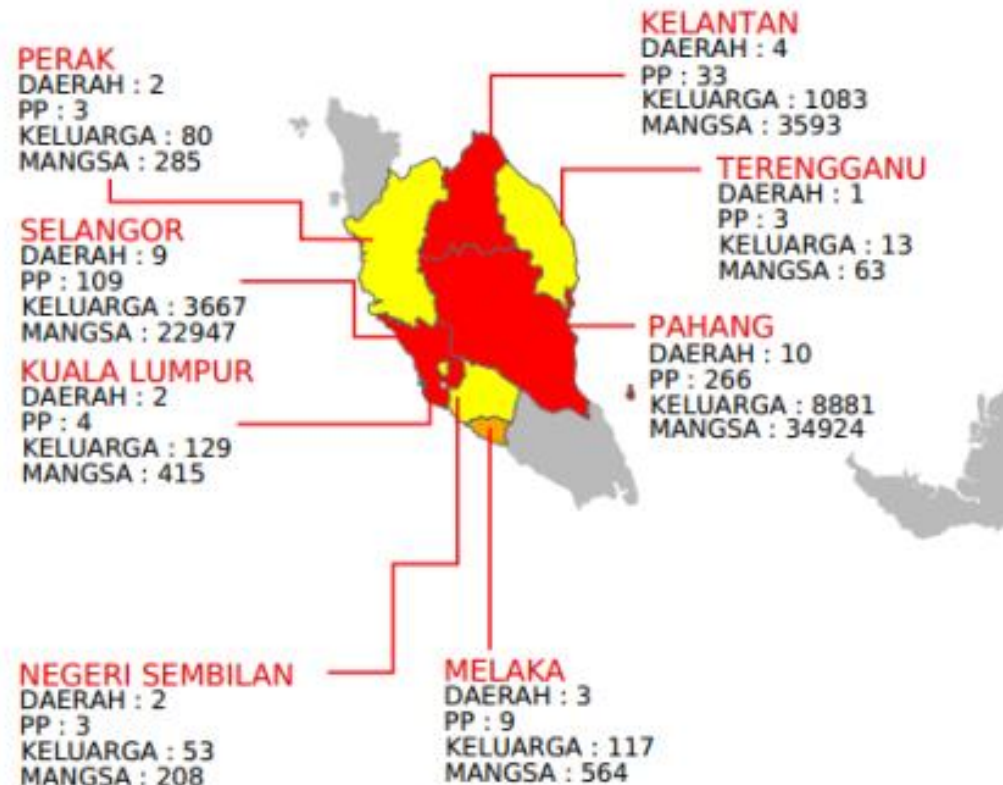 KELANTAN
DAERAH : 4
PP : 33
KELUARGA : 1083
MANGSA : 3593
PERAK
DAERAH : 2
PP : 3
KELUARGA : 80
MANGSA : 285
TERENGGANU
DAERAH : 1
PP : 3
KELUARGA : 13
MANGSA : 63
SELANGOR
DAERAH : 9
PP : 109
KELUARGA : 3667
MANGSA : 22947
PAHANG
DAERAH : 10
PP : 266
KELUARGA : 8881
MANGSA : 34924
KUALA LUMPUR
DAERAH : 2
PP : 4
KELUARGA : 129
MANGSA : 415
NEGERI SEMBILAN
DAERAH : 2
PP : 3
KELUARGA : 53
MANGSA : 208
MELAKA
DAERAH : 3
PP : 9
KELUARGA : 117
MANGSA : 564